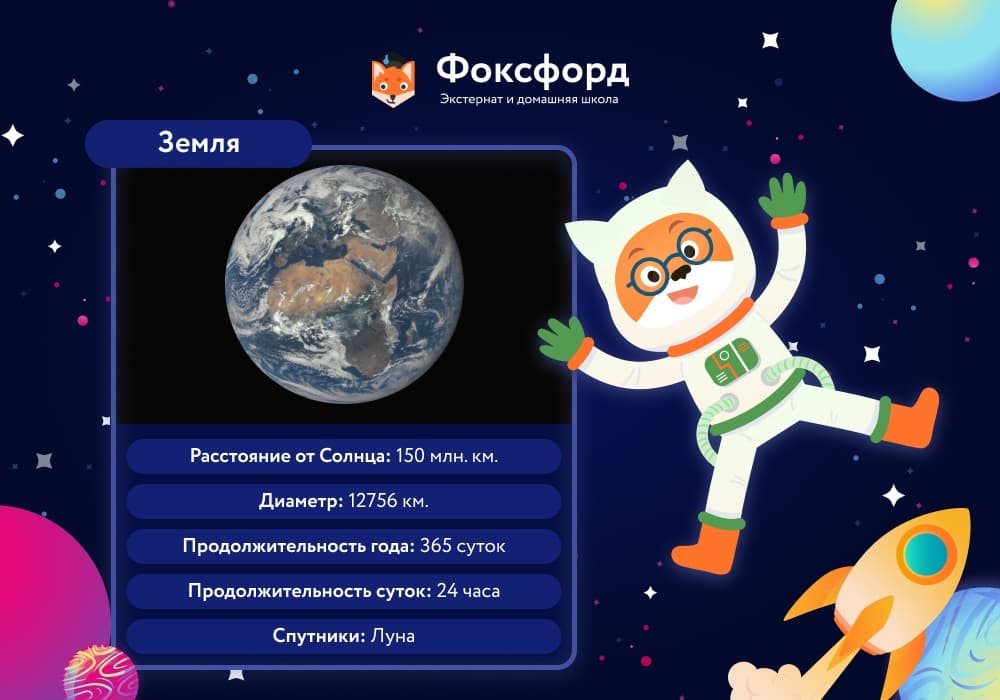 Фоксфорд
Экстернат и домашняя школа
Земля
Расстояние от Солнца: 150 млн. км.
Диаметр: 12756 км.
Продолжительность года: 365 суток
Продолжительность суток: 24 часа
Спутники: Луна